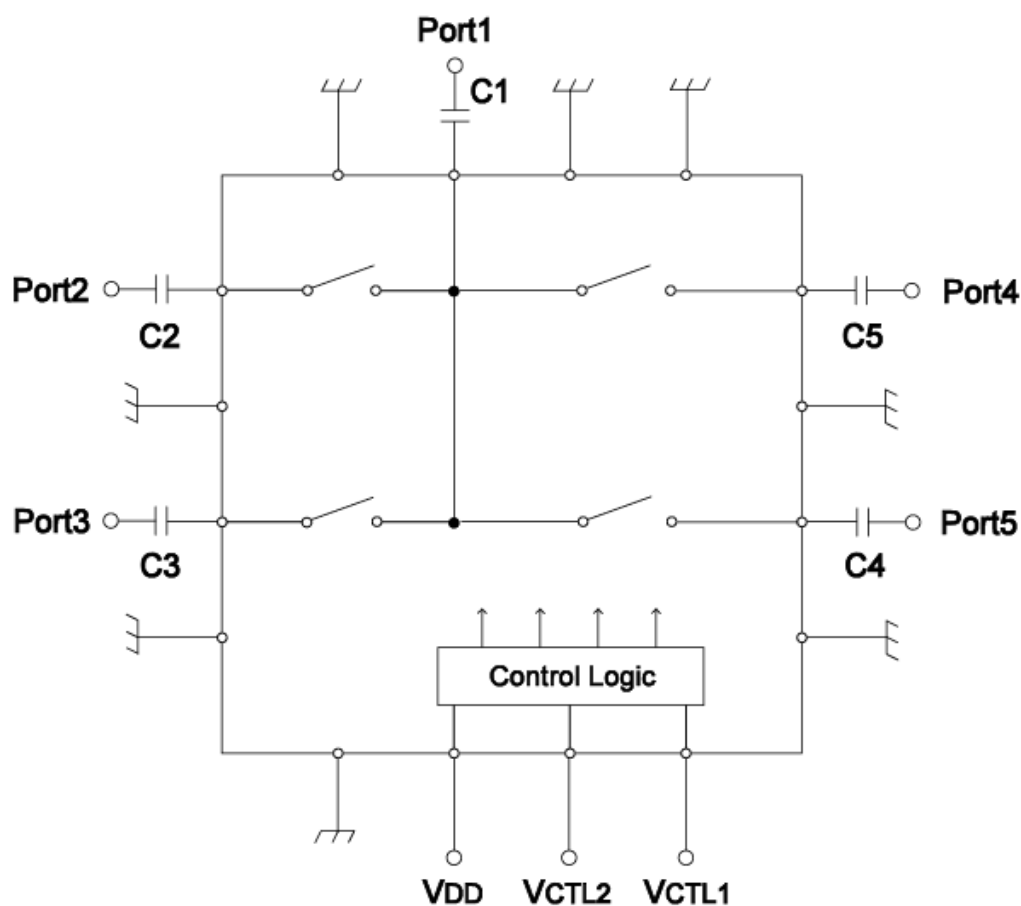 Port1
C1
Port2
C2
Port4
C5
Port3
C3
Port5
C4
Control Logic
VDD
VCTL2
VCTL1